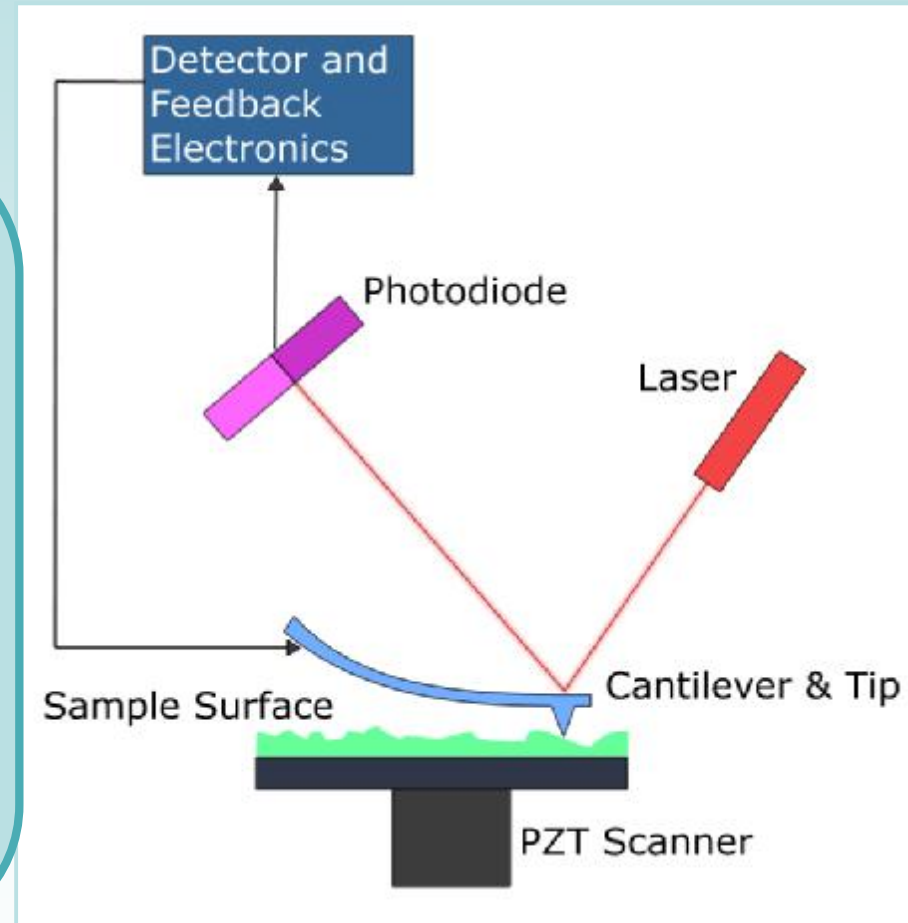 Detector and
Feedback
Electronics
Photodiode
Laser
Cantilever & Tip
Sample Surface
PZT Scanner